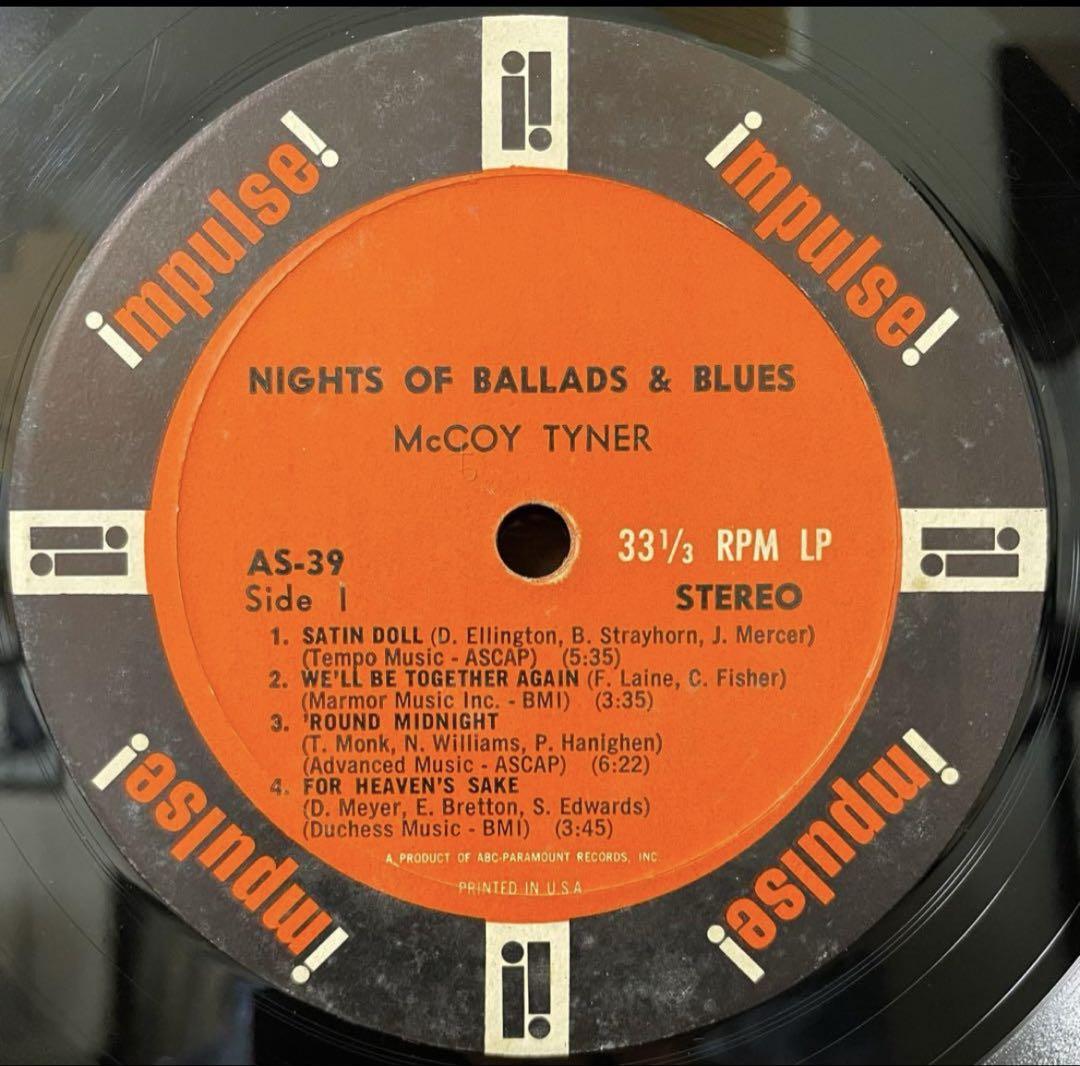 impulse!
impulse!
NIGHTS OF BALLADS & BLUES
McCOY TYNER
AS-39
Side 1
33 1/3 RPM LP
STEREO
1. SATIN DOLL (D. Ellington, B. Strayhorn, J. Mercer)
(Tempo Music - ASCAP) (5:35)
2. WE'LL BE TOGETHER AGAIN (F. Laine, C. Fisher)
(Marmor Music Inc. - BMI) (3:35)
3. 'ROUND MIDNIGHT
(T. Monk, N. Williams, P. Hanighen)
(Advanced Music - ASCAP) (6:22)
4. FOR HEAVEN'S SAKE
(D. Meyer, E. Bretton, S. Edwards)
(Duchess Music - BMI) (3:45)
A PRODUCT OF ABC-PARAMOUNT RECORDS, INC.
PRINTED IN U.S.A.
impulse!
impulse!